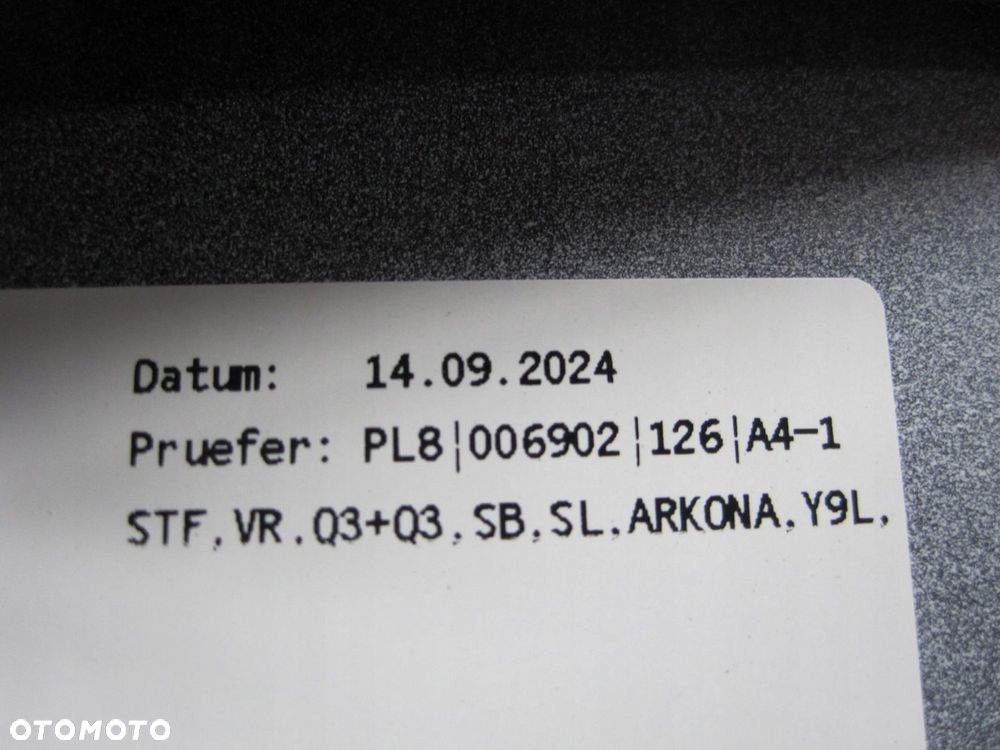 Datum: 14.09.2024
Pruefer: PL8|006902|126|A4-1
STF,VR,Q3+Q3,SB,SL,ARKONA,Y9L,
OTOMOTO